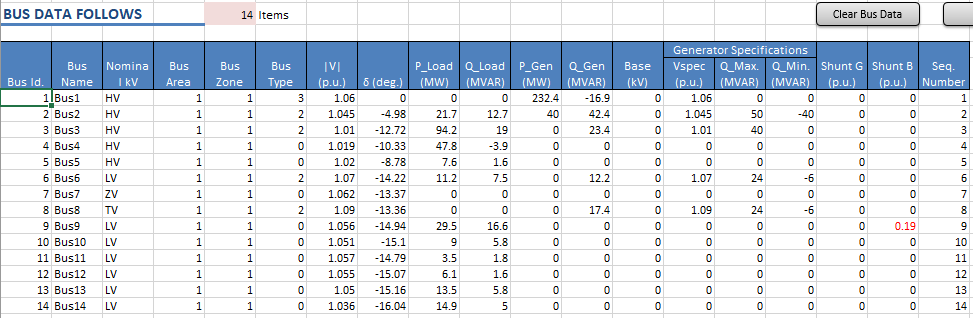 BUS DATA FOLLOWS 14 Items Clear Bus Data
Generator Specifications
Bus Nomina Bus Bus Bus |V| P_Load Q_Load P_Gen Q_Gen Base Vspec Q_Max. Q_Min. Shunt G Shunt B Seq.
Bus Id. Name l kV Area Zone Type (p.u.) δ (deg.) (MW) (MVAR) (MW) (MVAR) (kV) (p.u.) (MVAR) (MVAR) (p.u.) (p.u.) Number
1 Bus1 HV 1 1 3 1.06 0 0 0 232.4 -16.9 0 1.06 0 0 0 0 1
2 Bus2 HV 1 1 2 1.045 -4.98 21.7 12.7 40 42.4 0 1.045 50 -40 0 0 2
3 Bus3 HV 1 1 2 1.01 -12.72 94.2 19 0 23.4 0 1.01 40 0 0 0 3
4 Bus4 HV 1 1 0 1.019 -10.33 47.8 -3.9 0 0 0 0 0 0 0 0 4
5 Bus5 HV 1 1 0 1.02 -8.78 7.6 1.6 0 0 0 0 0 0 0 0 5
6 Bus6 LV 1 1 2 1.07 -14.22 11.2 7.5 0 12.2 0 1.07 24 -6 0 0 6
7 Bus7 ZV 1 1 0 1.062 -13.37 0 0 0 0 0 0 0 0 0 0 7
8 Bus8 TV 1 1 2 1.09 -13.36 0 0 0 17.4 0 1.09 24 -6 0 0 8
9 Bus9 LV 1 1 0 1.056 -14.94 29.5 16.6 0 0 0 0 0 0 0 0.19 9
10 Bus10 LV 1 1 0 1.051 -15.1 9 5.8 0 0 0 0 0 0 0 0 10
11 Bus11 LV 1 1 0 1.057 -14.79 3.5 1.8 0 0 0 0 0 0 0 0 11
12 Bus12 LV 1 1 0 1.055 -15.07 6.1 1.6 0 0 0 0 0 0 0 0 12
13 Bus13 LV 1 1 0 1.05 -15.16 13.5 5.8 0 0 0 0 0 0 0 0 13
14 Bus14 LV 1 1 0 1.036 -16.04 14.9 5 0 0 0 0 0 0 0 0 14